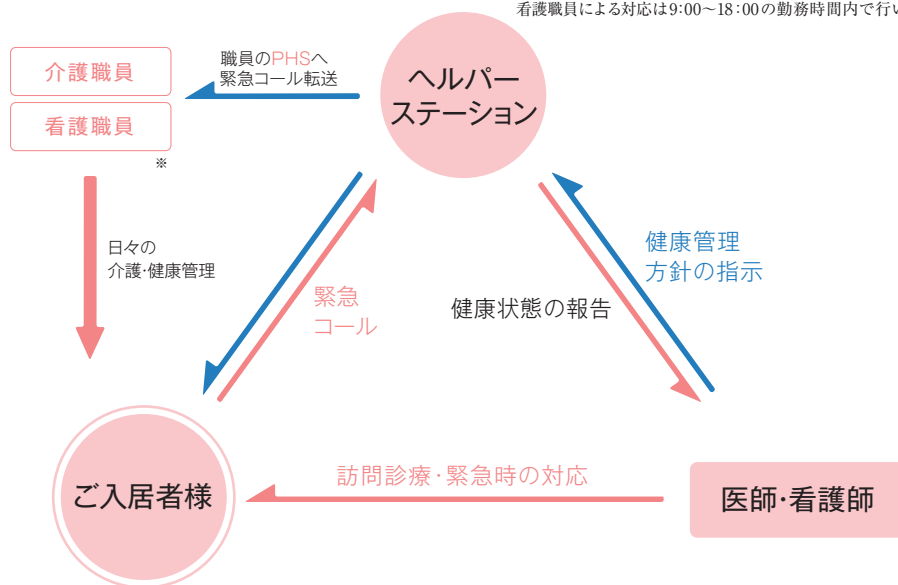 看護職員による対応は9:00〜18:00の勤務時間内で行い
介護職員
看護職員
※
職員のPHSへ
緊急コール転送
ヘルパー
ステーション
日々の
介護・健康管理
緊急
コール
健康状態の報告
健康管理
方針の指示
ご入居者様
訪問診療・緊急時の対応
医師・看護師